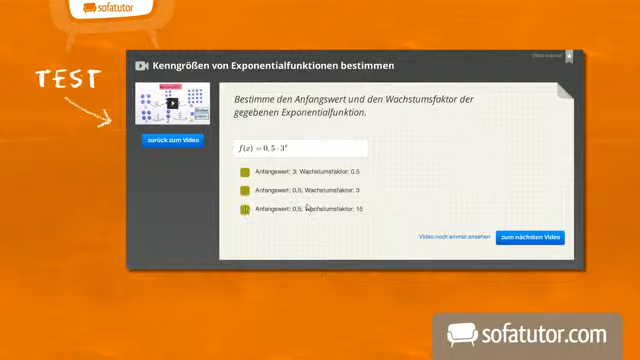 sofatutor
TEST
Kenngrößen von Exponentialfunktionen bestimmen
Bestimme den Anfangswert und den Wachstumsfaktor der
gegebenen Exponentialfunktion.
zurück zum Video
f(x) = 0, 5 · 3ˣ
Anfangswert: 3; Wachstumsfaktor: 0.5
Anfangswert: 0,5; Wachstumsfaktor: 3
Anfangswert: 0,5; Wachstumsfaktor: 15
Video noch einmal ansehen
zum nächsten Video
sofatutor.com